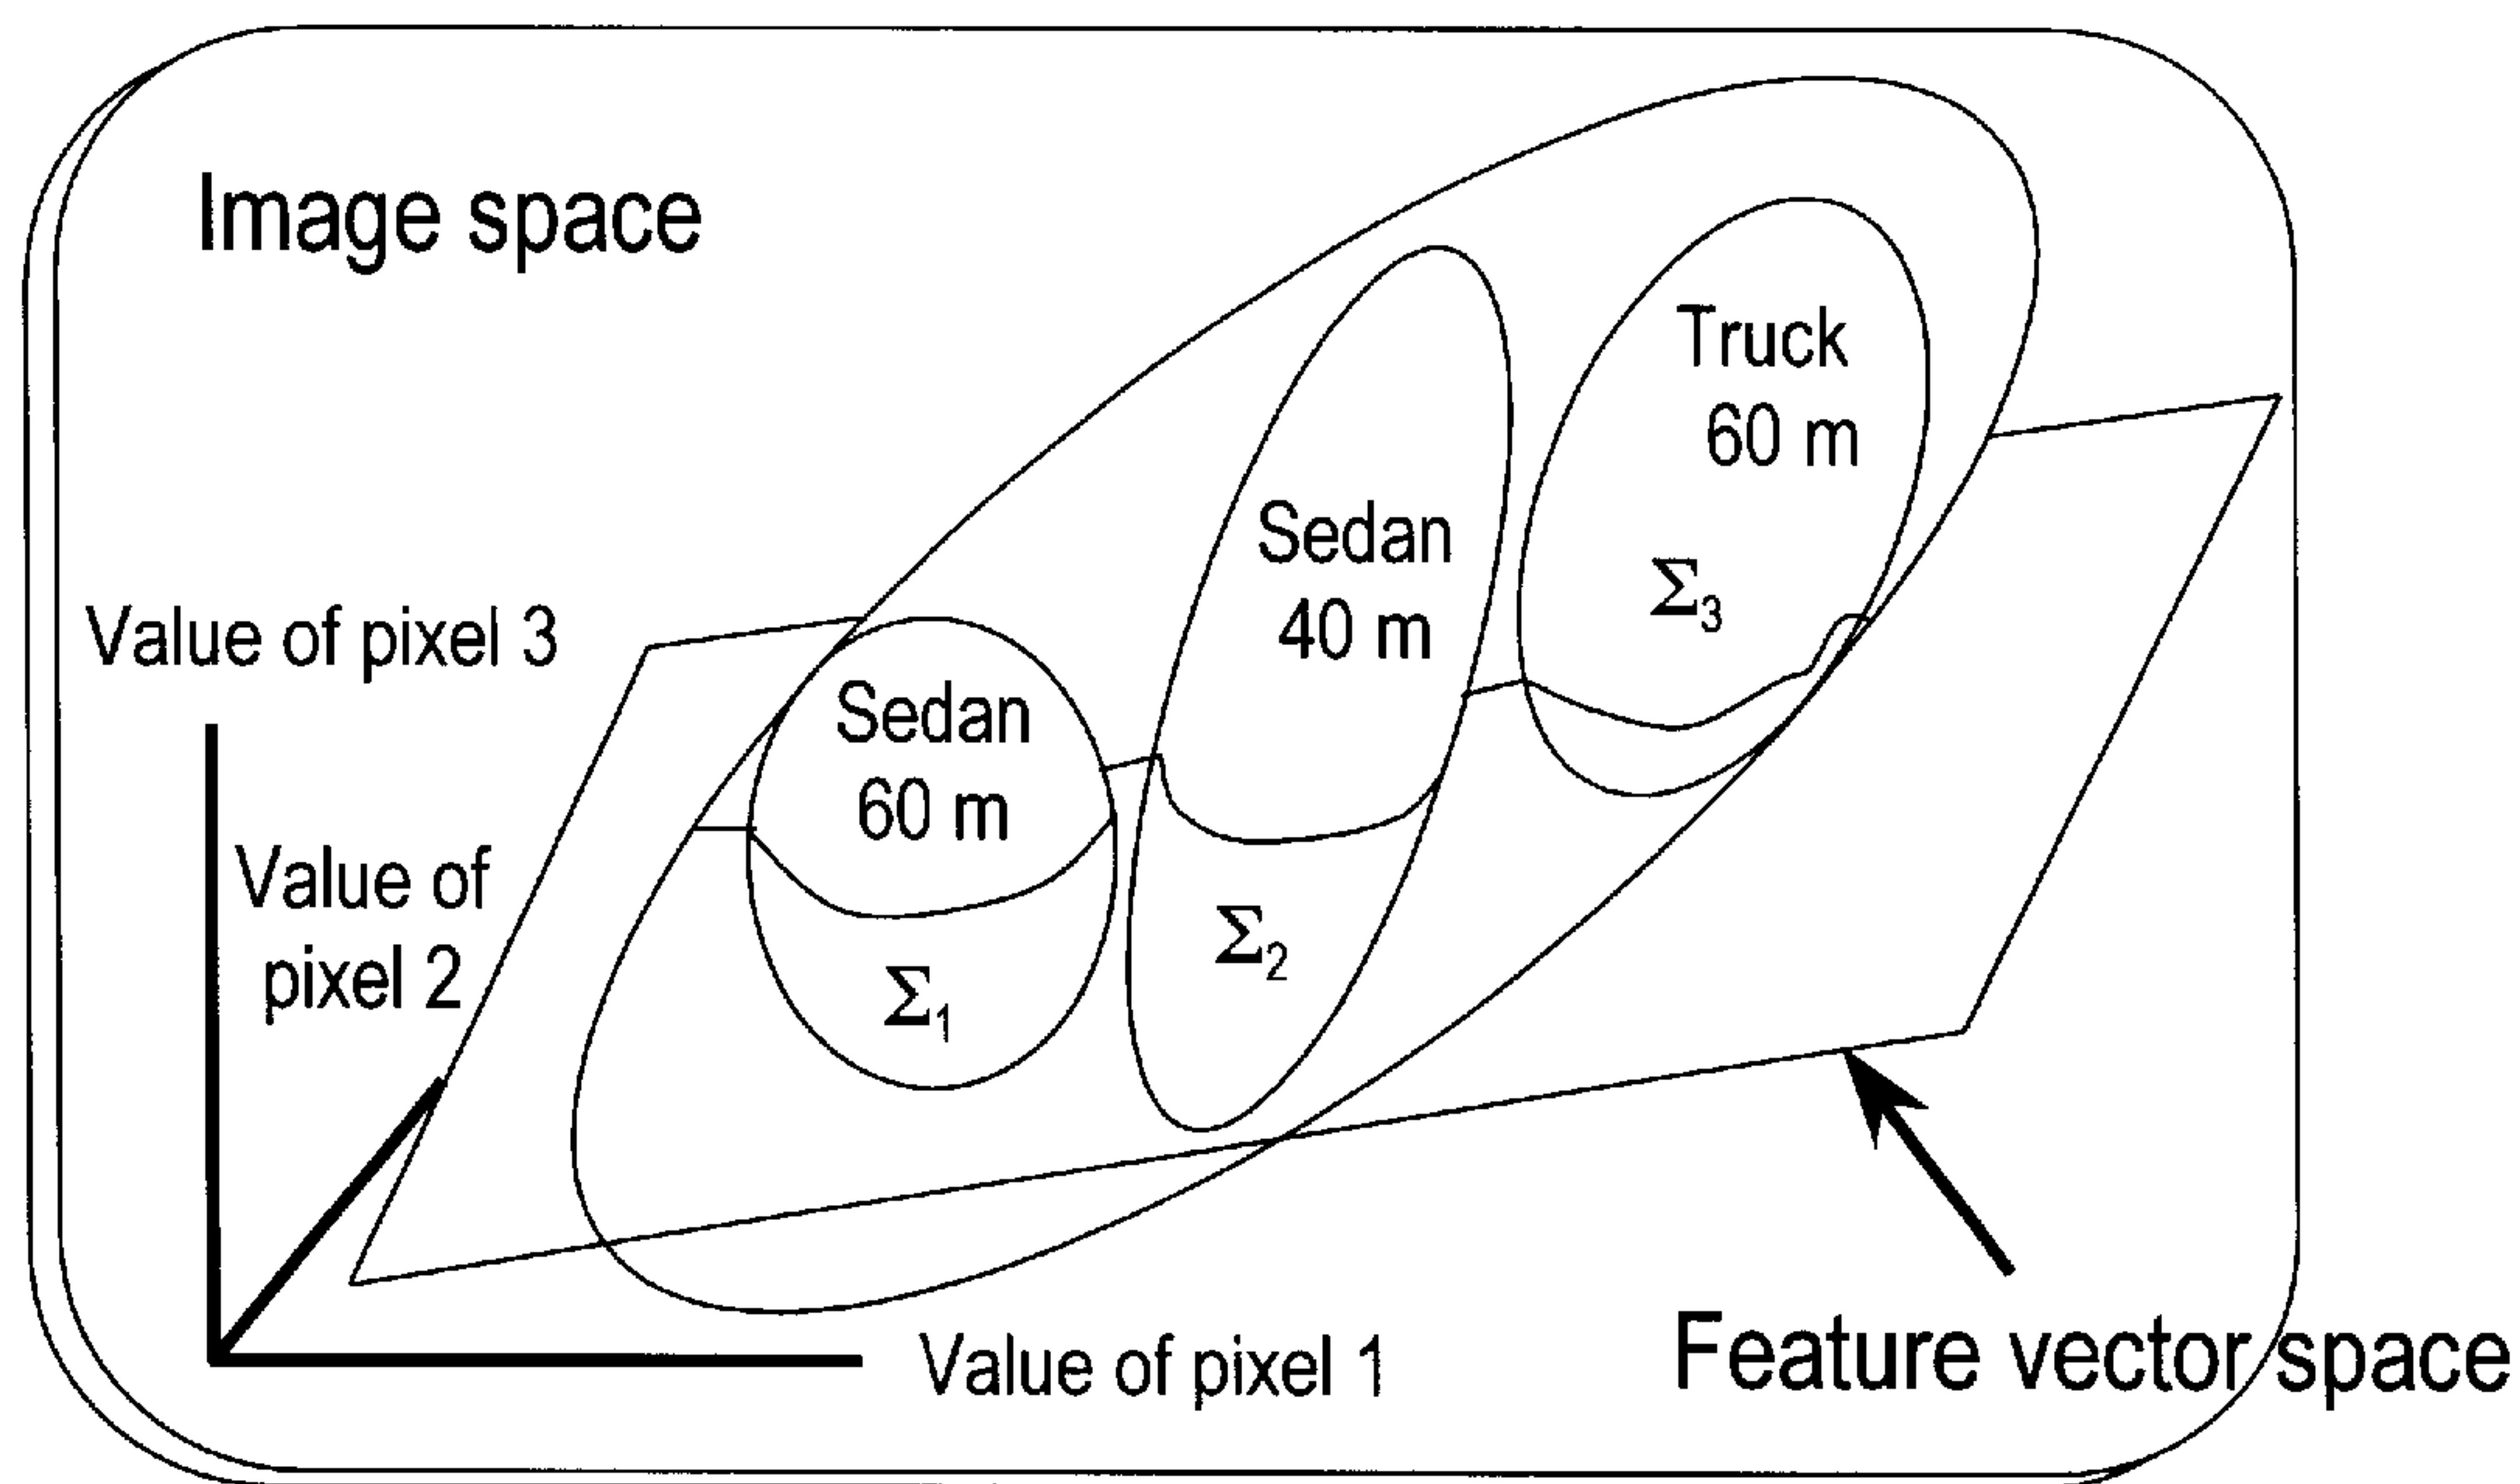 Image space
Truck
60 m
Σ3
Sedan
40 m
Σ2
Sedan
60 m
Σ1
Value of pixel 3
Value of
pixel 2
Value of pixel 1
Feature vector space